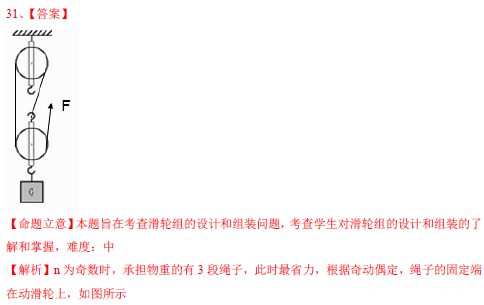 31、【答案】
F
G
【命题立意】本题旨在考查滑轮组的设计和组装问题，考查学生对滑轮组的设计和组装的了
解和掌握，难度：中
【解析】n 为奇数时，承担物重的有 3 段绳子，此时最省力，根据奇动偶定，绳子的固定端
在动滑轮上，如图所示